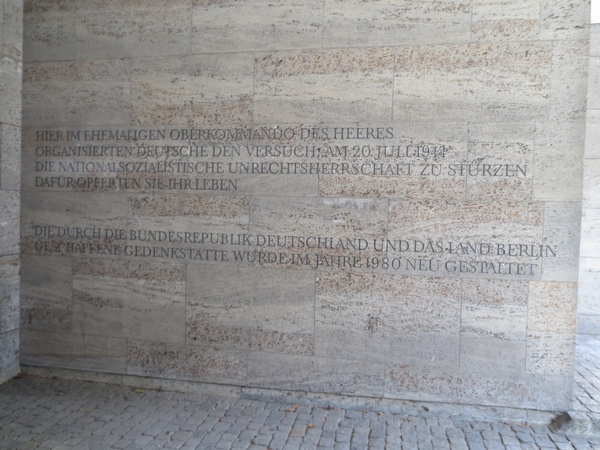 HIER IM EHEMALIGEN OBERKOMMANDO DES HEERES
ORGANISIERTEN DEUTSCHE DEN VERSUCH, AM 20. JULI 1944
DIE NATIONALSOZIALISTISCHE UNRECHTSHERRSCHAFT ZU STÜRZEN
DAFÜR OPFERTEN SIE IHR LEBEN
DIE DURCH DIE BUNDESREPUBLIK DEUTSCHLAND UND DAS LAND BERLIN
GESCHAFFENE GEDENKSTÄTTE WURDE IM JAHRE 1980 NEU GESTALTET